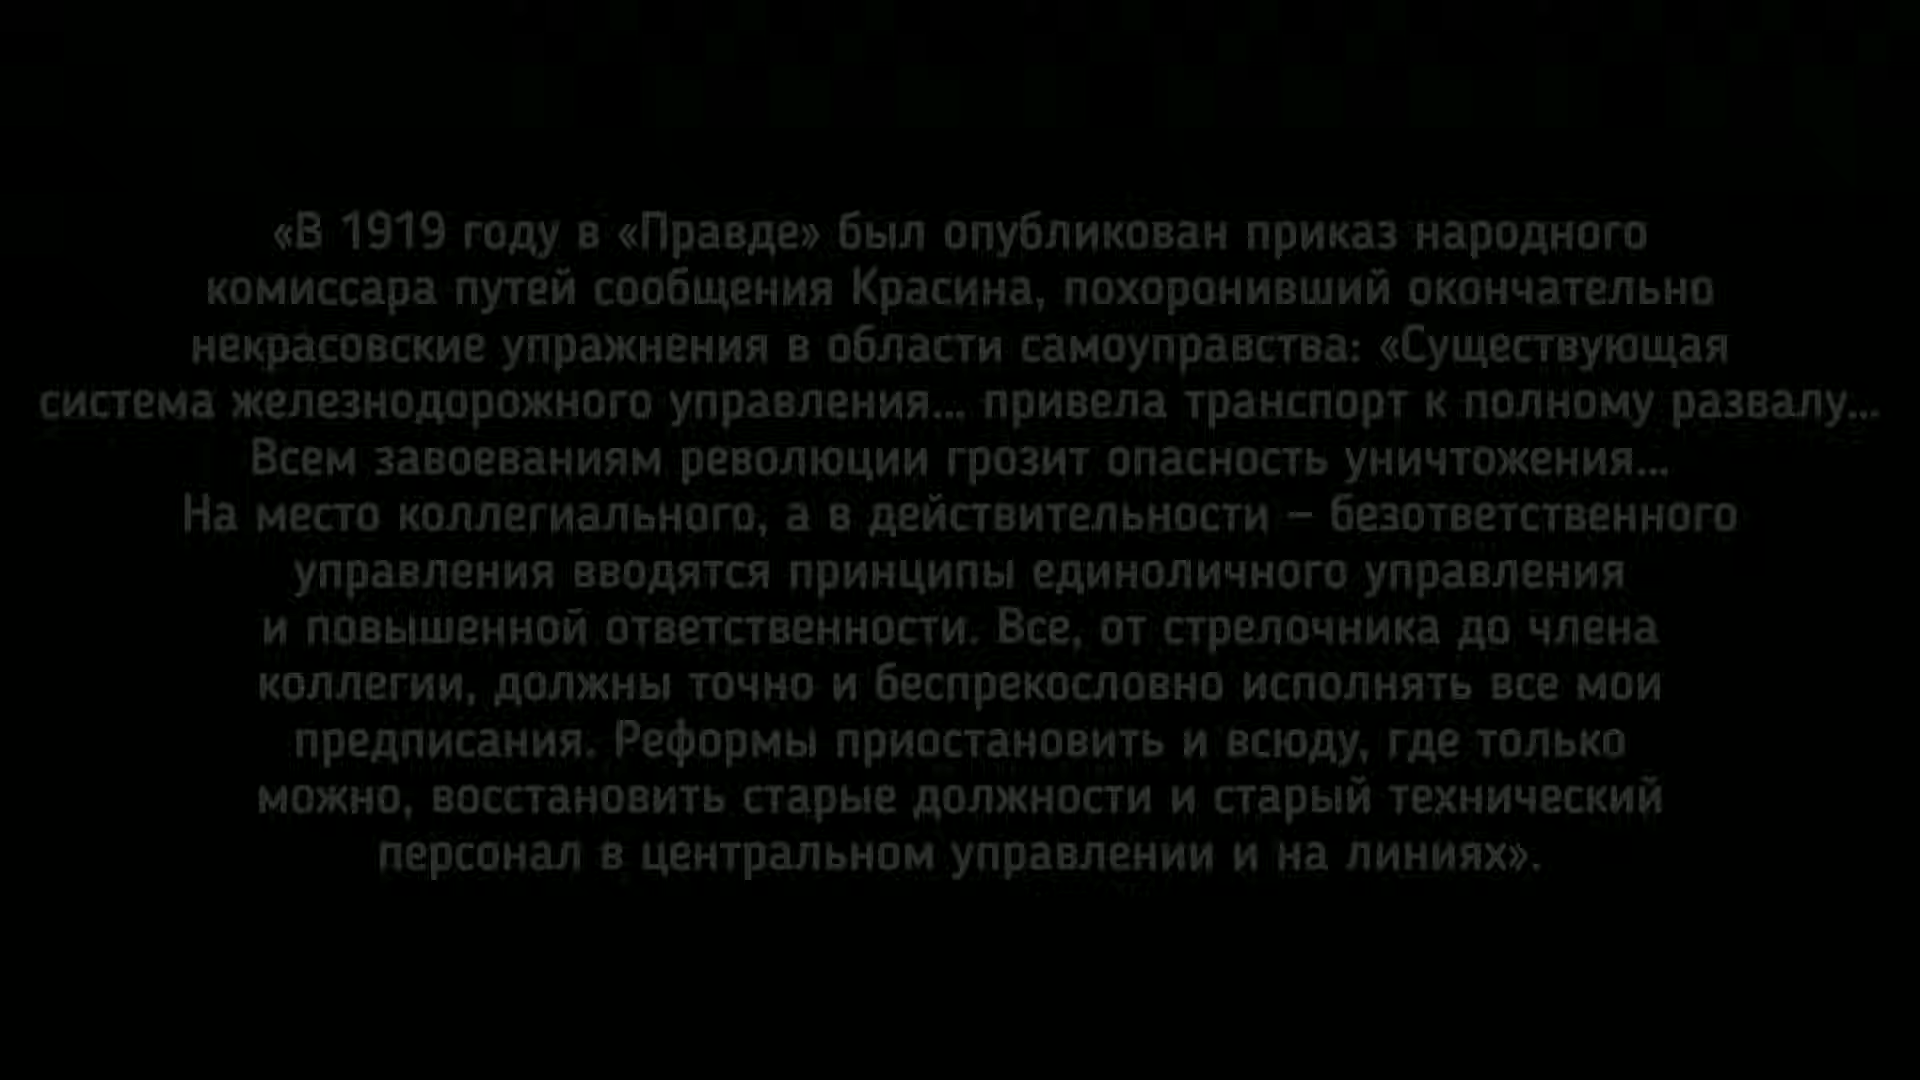 «В 1919 году в «Правде» был опубликован приказ народного
комиссара путей сообщения Красина, похоронивший окончательно
некрасовские упражнения в области самоуправства: «Существующая
система железнодорожного управления... привела транспорт к полному развалу...
Всем завоеваниям революции грозит опасность уничтожения...
На место коллегиального, а в действительности – безответственного
управления вводятся принципы единоличного управления
и повышенной ответственности. Все, от стрелочника до члена
коллегии, должны точно и беспрекословно исполнять все мои
предписания. Реформы приостановить и всюду, где только
можно, восстановить старые должности и старый технический
персонал в центральном управлении и на линиях».